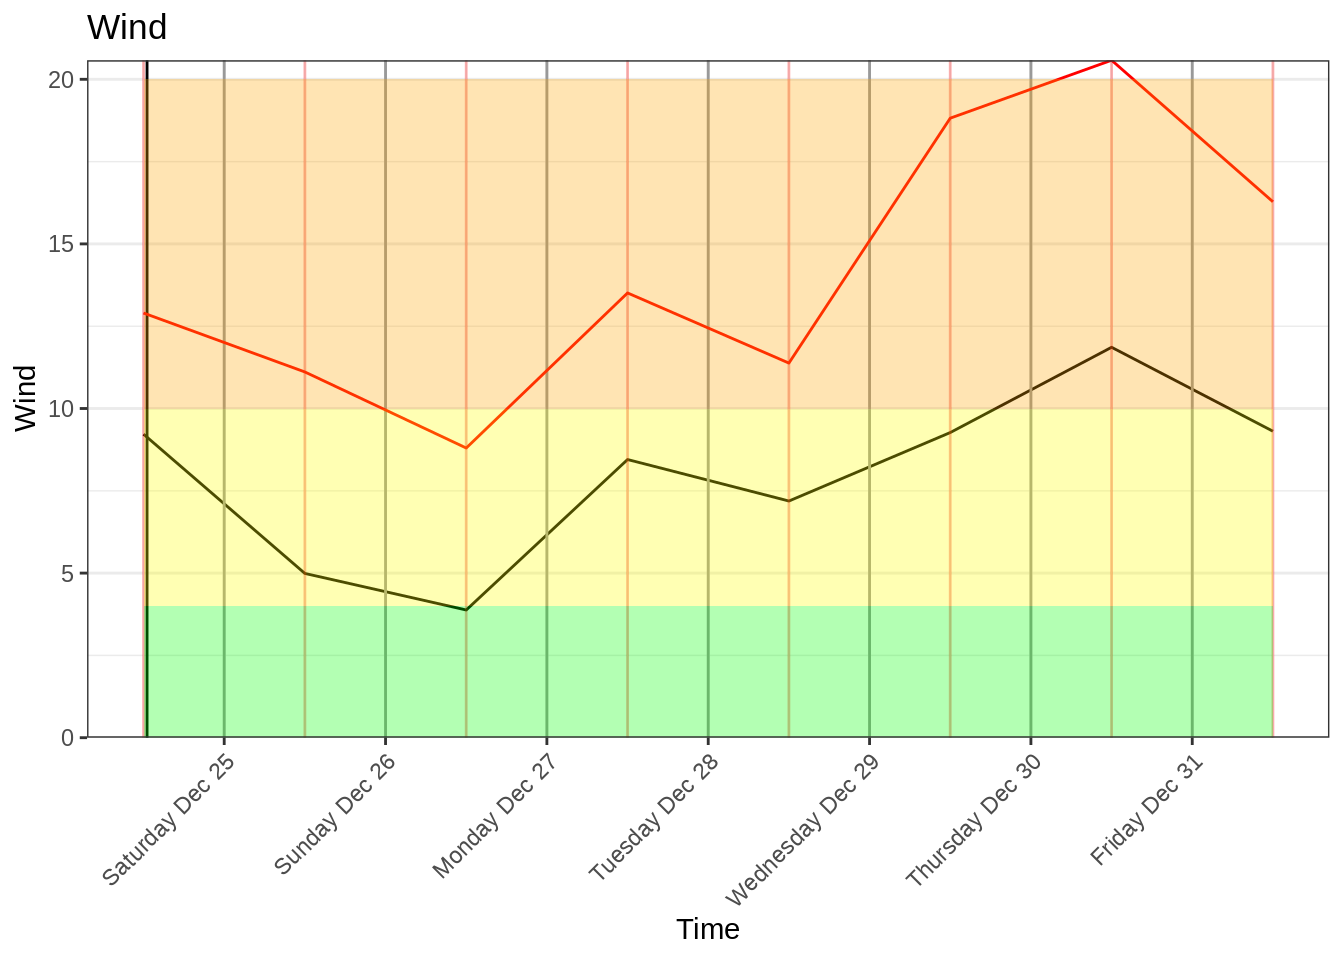 Wind
20
15
10
5
0
Wind
Saturday Dec 25
Sunday Dec 26
Monday Dec 27
Tuesday Dec 28
Wednesday Dec 29
Thursday Dec 30
Friday Dec 31
Time